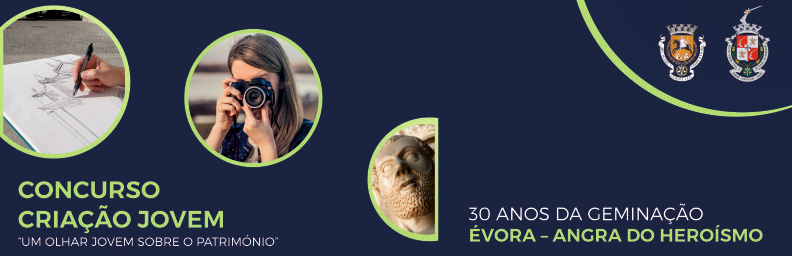 CONCURSO
CRIAÇÃO JOVEM
"UM OLHAR JOVEM SOBRE O PATRIMÓNIO"
30 ANOS DA GEMINAÇÃO
ÉVORA – ANGRA DO HEROÍSMO